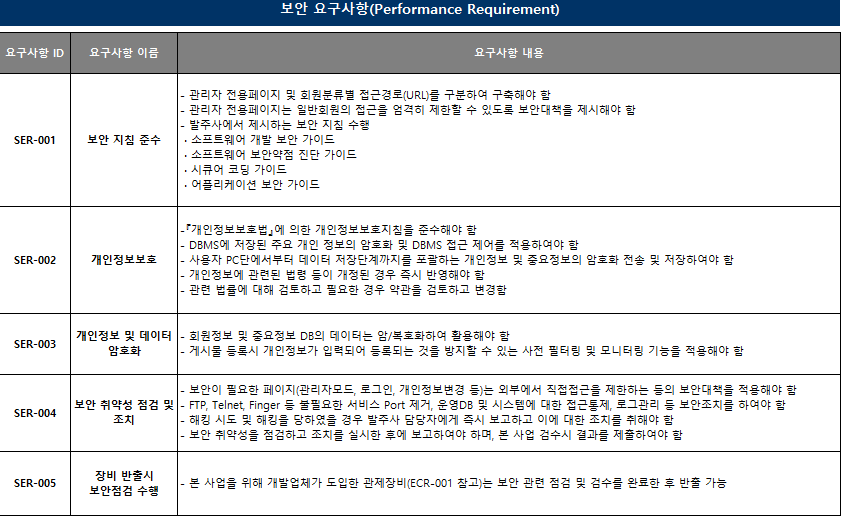 보안 요구사항(Performance Requirement)
요구사항 ID 요구사항 이름 요구사항 내용
SER-001 보안 지침 준수
- 관리자 전용페이지 및 회원분류별 접근경로(URL)를 구분하여 구축해야 함
- 관리자 전용페이지는 일반회원의 접근을 엄격히 제한할 수 있도록 보안대책을 제시해야 함
- 발주사에서 제시하는 보안 지침 수행
· 소프트웨어 개발 보안 가이드
· 소프트웨어 보안약점 진단 가이드
· 시큐어 코딩 가이드
· 어플리케이션 보안 가이드
SER-002 개인정보보호
-『개인정보보호법』에 의한 개인정보보호지침을 준수해야 함
- DBMS에 저장된 주요 개인 정보의 암호화 및 DBMS 접근 제어를 적용하여야 함
- 사용자 PC단에서부터 데이터 저장단계까지를 포괄하는 개인정보 및 중요정보의 암호화 전송 및 저장하여야 함
- 개인정보에 관련된 법령 등이 개정된 경우 즉시 반영해야 함
- 관련 법률에 대해 검토하고 필요한 경우 약관을 검토하고 변경함
SER-003 개인정보 및 데이터
암호화
- 회원정보 및 중요정보 DB의 데이터는 암/복호화하여 활용해야 함
- 게시물 등록시 개인정보가 입력되어 등록되는 것을 방지할 수 있는 사전 필터링 및 모니터링 기능을 적용해야 함
SER-004 보안 취약성 점검 및
조치
- 보안이 필요한 페이지(관리자모드, 로그인, 개인정보변경 등)는 외부에서 직접접근을 제한하는 등의 보안대책을 적용해야 함
- FTP, Telnet, Finger 등 불필요한 서비스 Port 제거, 운영DB 및 시스템에 대한 접근통제, 로그관리 등 보안조치를 하여야 함
- 해킹 시도 및 해킹을 당하였을 경우 발주사 담당자에게 즉시 보고하고 이에 대한 조치를 취해야 함
- 보안 취약성을 점검하고 조치를 실시한 후에 보고하여야 하며, 본 사업 검수시 결과를 제출하여야 함
SER-005 장비 반출시
보안점검 수행
- 본 사업을 위해 개발업체가 도입한 관제장비(ECR-001 참고)는 보안 관련 점검 및 검수를 완료한 후 반출 가능